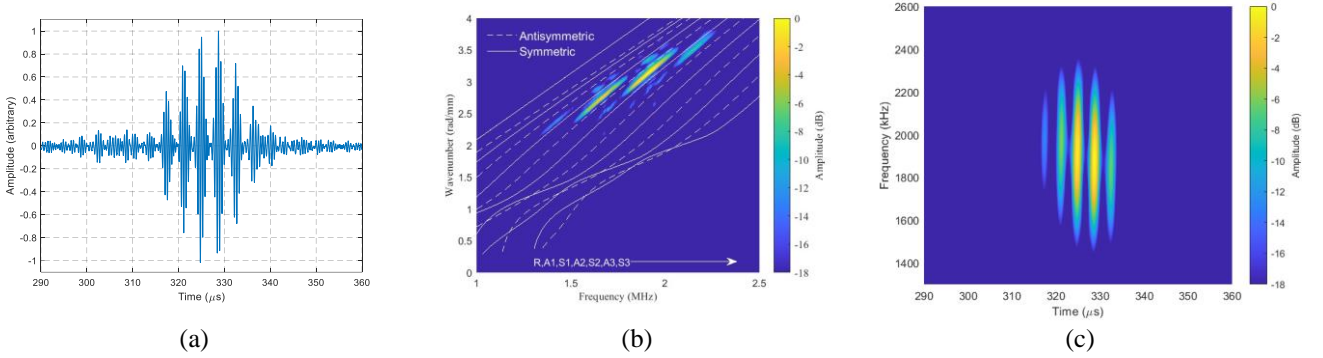 1
0.8
0.6
0.4
0.2
0
-0.2
-0.4
-0.6
-0.8
-1
Amplitude (arbitrary)
290 300 310 320 330 340 350 360
Time (μs)
(a)
4
3.5
3
2.5
2
1.5
1
0.5
0
Wavenumber (rad/mm)
Antisymmetric
Symmetric
R,A1,S1,A2,S2,A3,S3
1 1.5 2 2.5
Frequency (MHz)
0
-2
-4
-6
-8
-10
-12
-14
-16
-18
Amplitude (dB)
(b)
2600
2400
2200
2000
1800
1600
1400
Frequency (kHz)
290 300 310 320 330 340 350 360
Time (μs)
0
-2
-4
-6
-8
-10
-12
-14
-16
-18
Amplitude (dB)
(c)